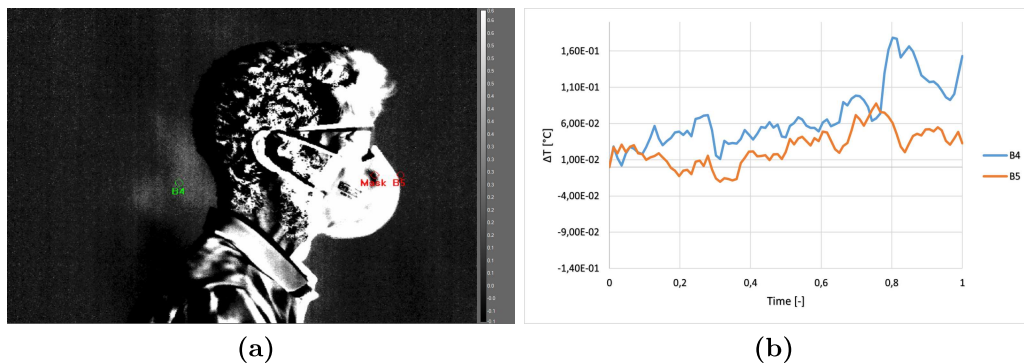 B4
Mask B5
(a)
1,60E-01
1,10E-01
6,00E-02
1,00E-02
-4,00E-02
-9,00E-02
-1,40E-01
ΔT [°C]
0 0,2 0,4 0,6 0,8 1
Time [-]
B4
B5
(b)